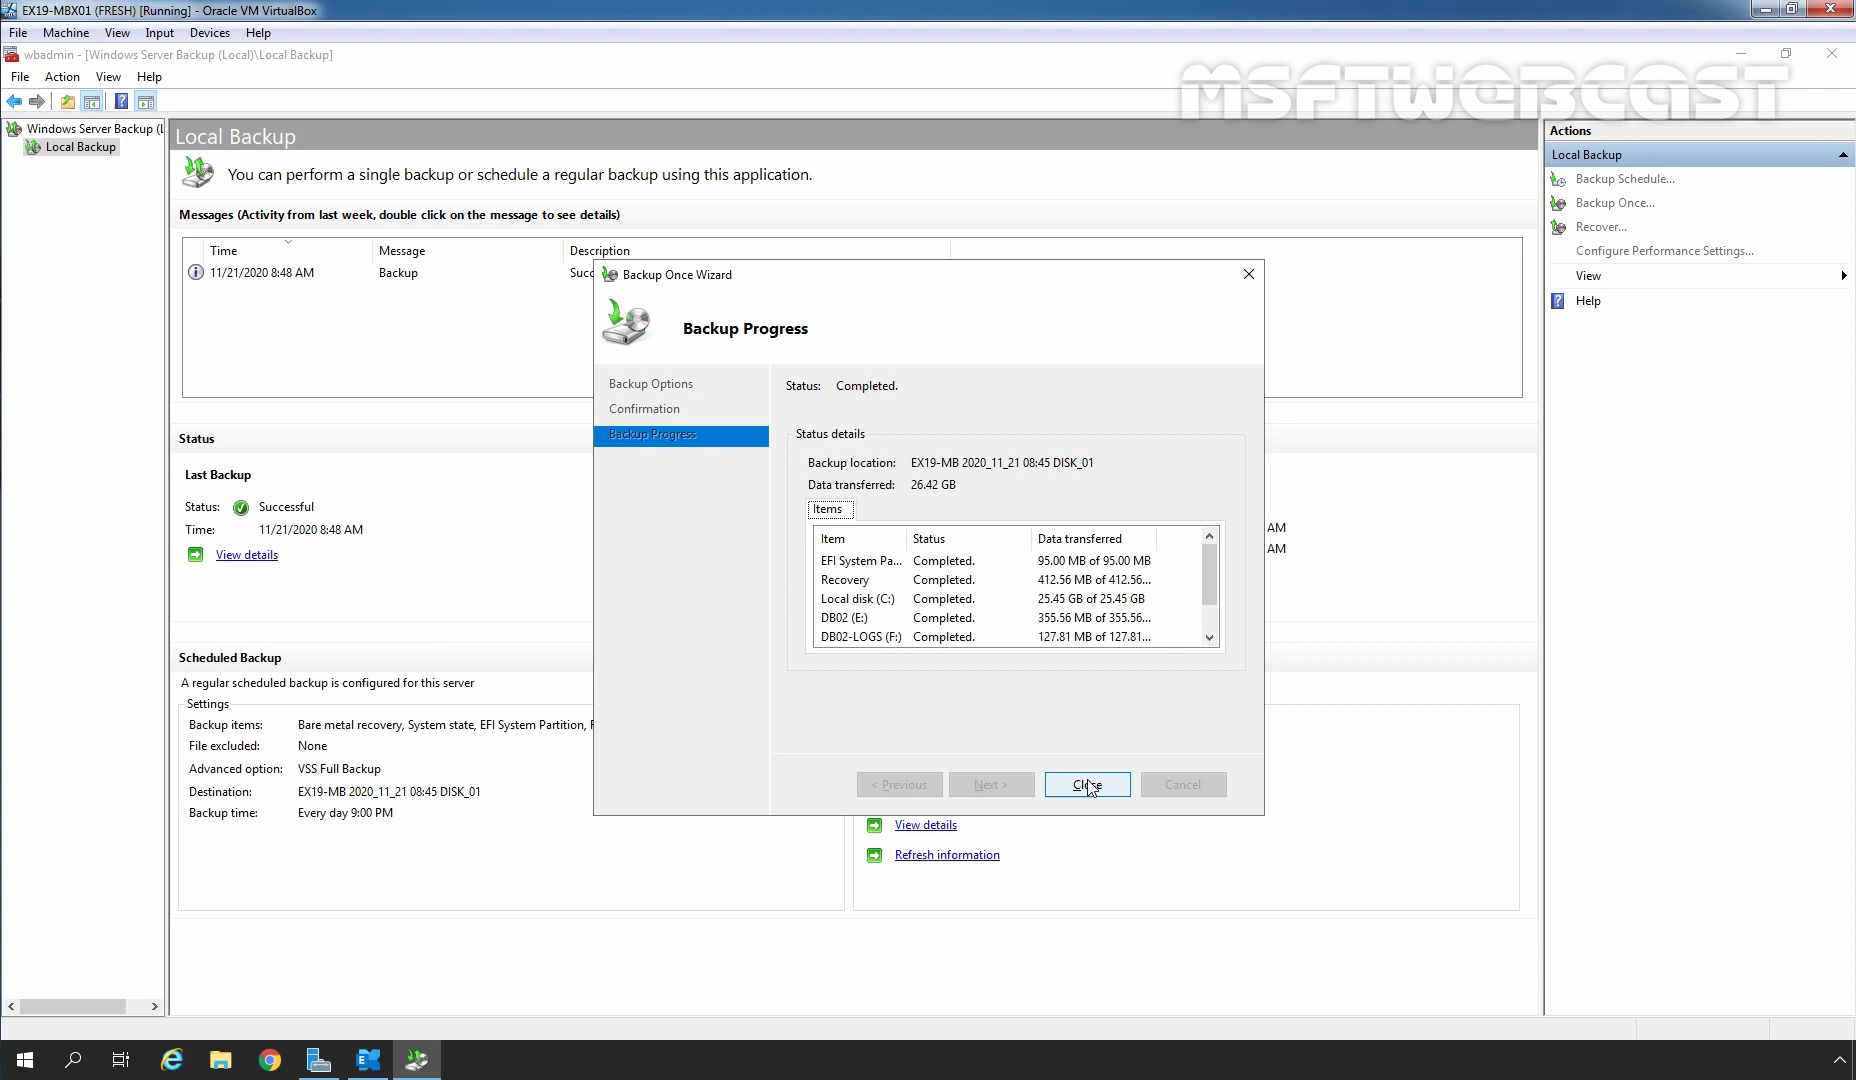 EX19-MBX01 (FRESH) [Running] - Oracle VM VirtualBox
File Machine View Input Devices Help
wbadmin - [Windows Server Backup (Local)\Local Backup]
MSFTWEBCAST
File Action View Help
Windows Server Backup (L
Local Backup
Local Backup
You can perform a single backup or schedule a regular backup using this application.
Messages (Activity from last week, double click on the message to see details)
Time Message Description
11/21/2020 8:48 AM Backup Succ
Status
Last Backup
Status: Successful
Time: 11/21/2020 8:48 AM
View details
AM
AM
Scheduled Backup
A regular scheduled backup is configured for this server
Settings
Backup items: Bare metal recovery, System state, EFI System Partition, F
File excluded: None
Advanced option: VSS Full Backup
Destination: EX19-MB 2020_11_21 08:45 DISK_01
Backup time: Every day 9:00 PM
View details
Refresh information
Backup Once Wizard
Backup Progress
Backup Options
Confirmation
Backup Progress
Status: Completed.
Status details
Backup location: EX19-MB 2020_11_21 08:45 DISK_01
Data transferred: 26.42 GB
Items
Item Status Data transferred
EFI System Pa... Completed. 95.00 MB of 95.00 MB
Recovery Completed. 412.56 MB of 412.56...
Local disk (C:) Completed. 25.45 GB of 25.45 GB
DB02 (E:) Completed. 355.56 MB of 355.56...
DB02-LOGS (F:) Completed. 127.81 MB of 127.81...
< Previous Next > Close Cancel
Actions
Local Backup
Backup Schedule...
Backup Once...
Recover...
Configure Performance Settings...
View
Help